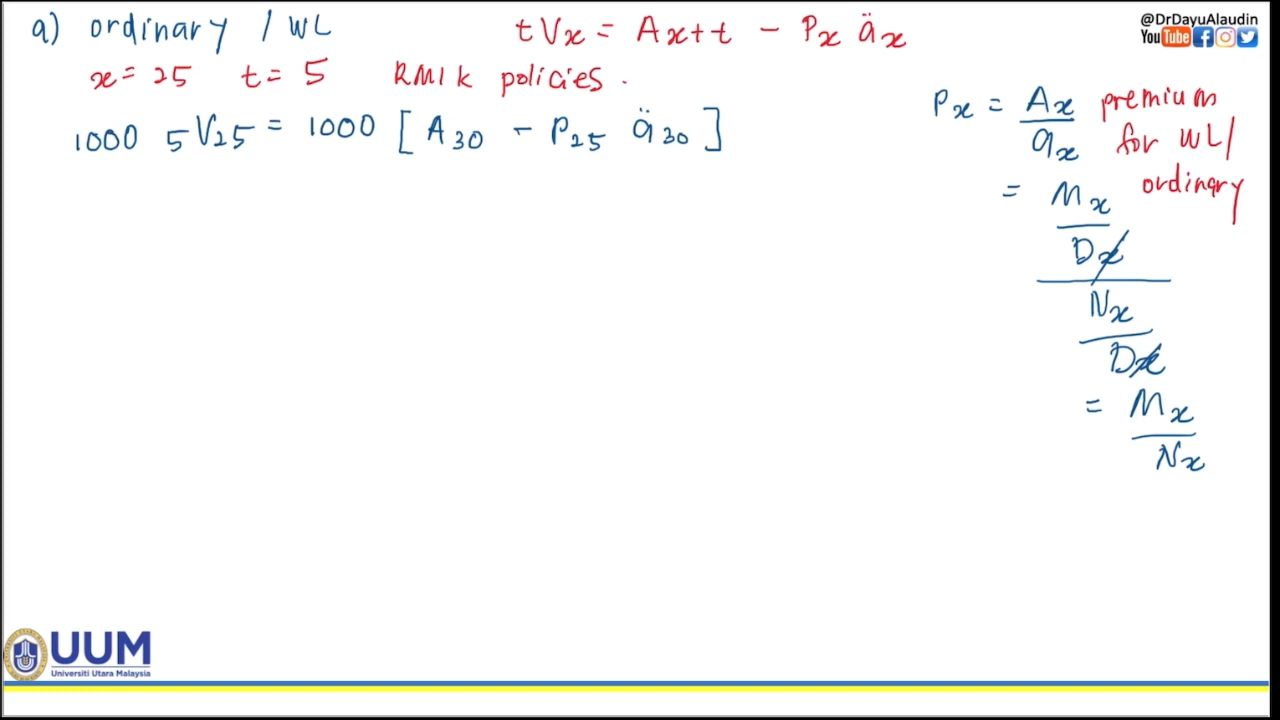 a) ordinary / WL
tVx = Ax+t - Px äx
@DrDayuAlaudin
YouTube
x = 25 t = 5 RM1k policies.
1000 5V25 = 1000 [ A30 - P25 ä30 ]
Px = Ax / ax premium for WL/ ordinary
= Mx / Dx / Nx / Dx
= Mx / Nx
UUM
Universiti Utara Malaysia